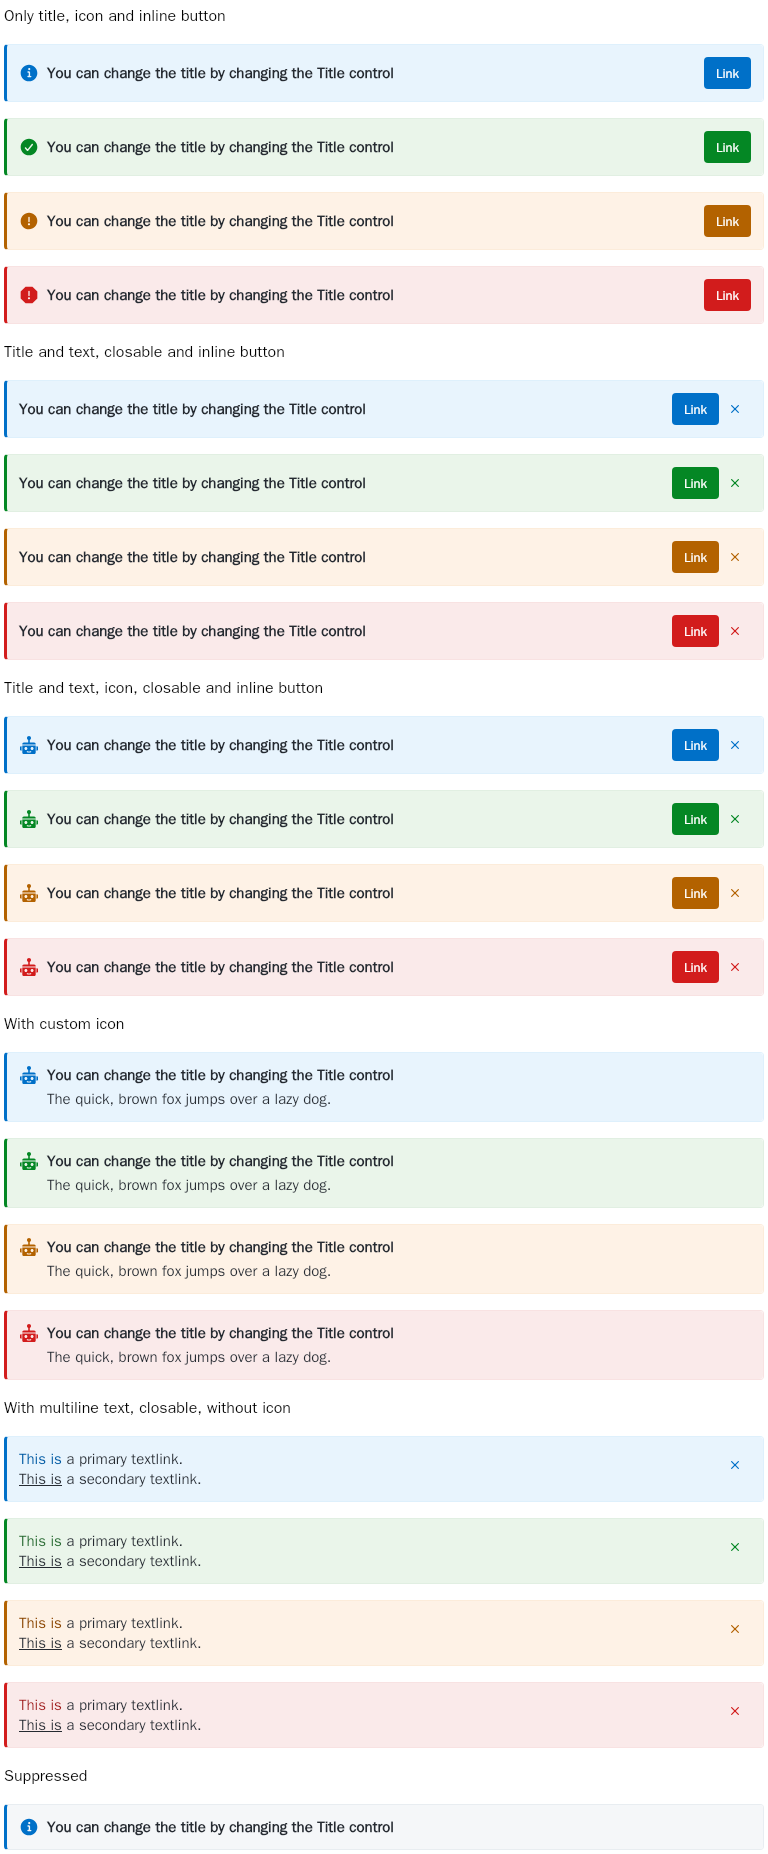 Only title, icon and inline button
You can change the title by changing the Title control Link
You can change the title by changing the Title control Link
You can change the title by changing the Title control Link
You can change the title by changing the Title control Link
Title and text, closable and inline button
You can change the title by changing the Title control Link
You can change the title by changing the Title control Link
You can change the title by changing the Title control Link
You can change the title by changing the Title control Link
Title and text, icon, closable and inline button
You can change the title by changing the Title control Link
You can change the title by changing the Title control Link
You can change the title by changing the Title control Link
You can change the title by changing the Title control Link
With custom icon
You can change the title by changing the Title control
The quick, brown fox jumps over a lazy dog.
You can change the title by changing the Title control
The quick, brown fox jumps over a lazy dog.
You can change the title by changing the Title control
The quick, brown fox jumps over a lazy dog.
You can change the title by changing the Title control
The quick, brown fox jumps over a lazy dog.
With multiline text, closable, without icon
This is a primary textlink.
This is a secondary textlink.
This is a primary textlink.
This is a secondary textlink.
This is a primary textlink.
This is a secondary textlink.
This is a primary textlink.
This is a secondary textlink.
Suppressed
You can change the title by changing the Title control